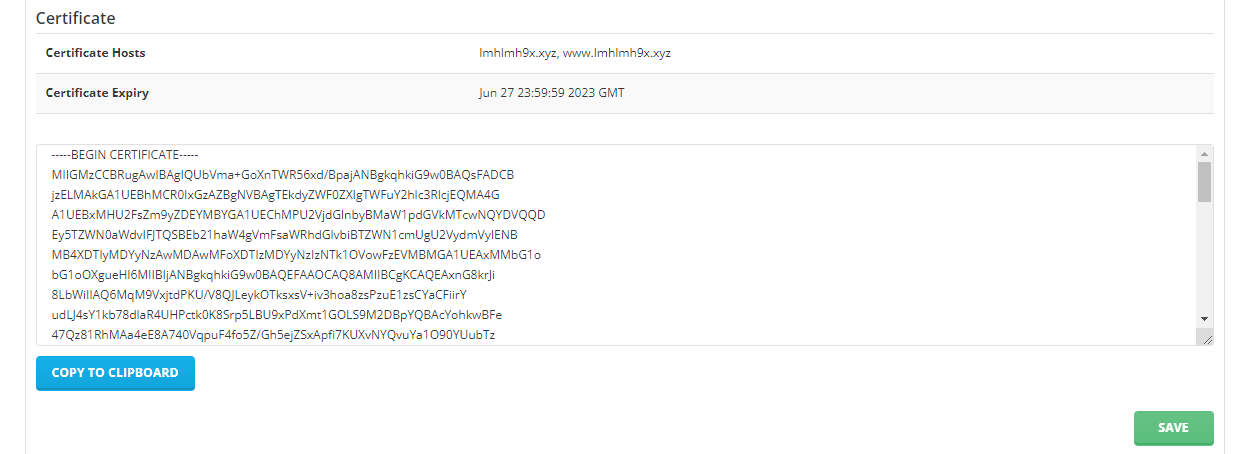 Certificate
Certificate Hosts lmhlmh9x.xyz, www.lmhlmh9x.xyz
Certificate Expiry Jun 27 23:59:59 2023 GMT
-----BEGIN CERTIFICATE-----
MIIGMzCCBRugAwIBAgIQUbVma+GoXnTWR56xd/BpajANBgkqhkiG9w0BAQsFADCB
jzELMAkGA1UEBhMCR0IxGzAZBgNVBAgTEkdyZWF0ZXIgTWFuY2hlc3RlcjEQMA4G
A1UEBxMHU2FsZm9yZDEYMBYGA1UEChMPU2VjdGlnbyBMaW1pdGVkMTcwNQYDVQQD
Ey5TZWN0aWdvIFJTQSBEb21haW4gVmFsaWRhdGlvbiBTZWN1cmUgU2VydmVyIENB
MB4XDTIyMDYyNzAwMDAwMFoXDTIzMDYyNzIzNTk1OVowFzEVMBMGA1UEAxMMbG1o
bG1oOXgueHl6MIIBIjANBgkqhkiG9w0BAQEFAAOCAQ8AMIIBCgKCAQEAxnG8krJi
8LbWiIIAQ6MqM9VxjtdPKU/V8QJLeykOTksxsV+iv3hoa8zsPzuE1zsCYaCFiirY
udLJ4sY1kb78dlaR4UHPctk0K8Srp5LBU9xPdXmt1GOLS9M2DBpYQBAcYohkwBFe
47Qz81RhMAa4eE8A740VqpuF4fo5Z/Gh5ejZSxApfi7KUXvNYQvuYa1O90YUubTz
COPY TO CLIPBOARD
SAVE